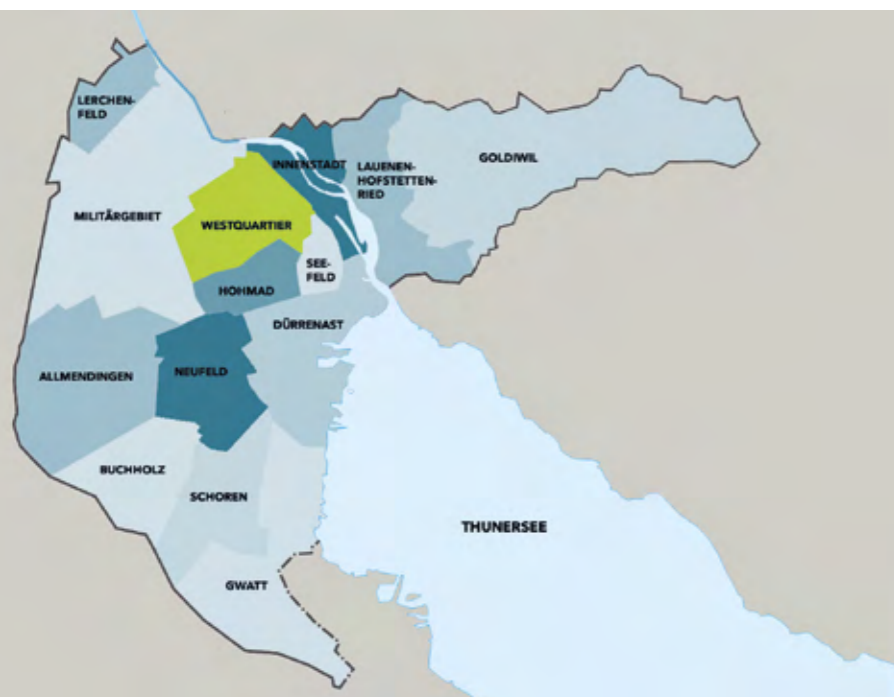 LERCHEN-
FELD
INNENSTADT
LAUENEN-
HOFSTETTEN-
RIED
GOLDIWIL
MILITÄRGEBIET
WESTQUARTIER
SEE-
FELD
HOHMAD
DÜRRENAST
ALLMENDINGEN
NEUFELD
BUCHHOLZ
SCHOREN
THUNERSEE
GWATT